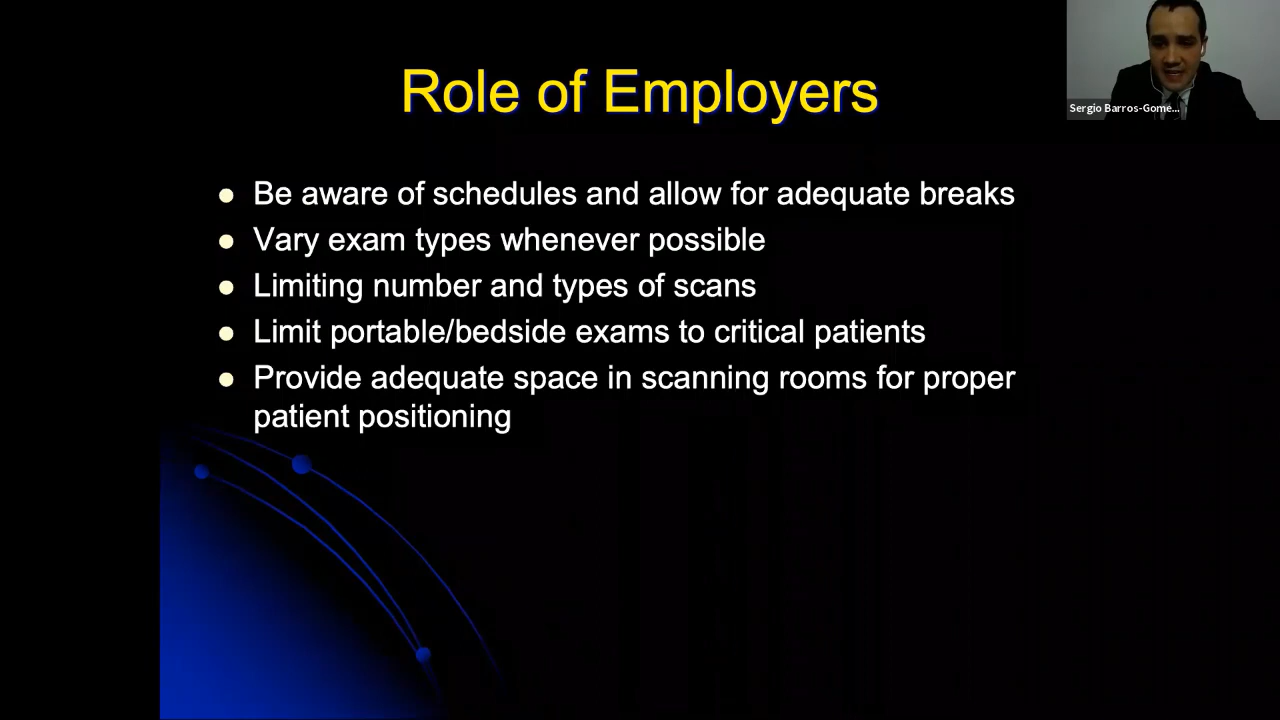 Role of Employers
Sergio Barros-Gome...
● Be aware of schedules and allow for adequate breaks
● Vary exam types whenever possible
● Limiting number and types of scans
● Limit portable/bedside exams to critical patients
● Provide adequate space in scanning rooms for proper
patient positioning